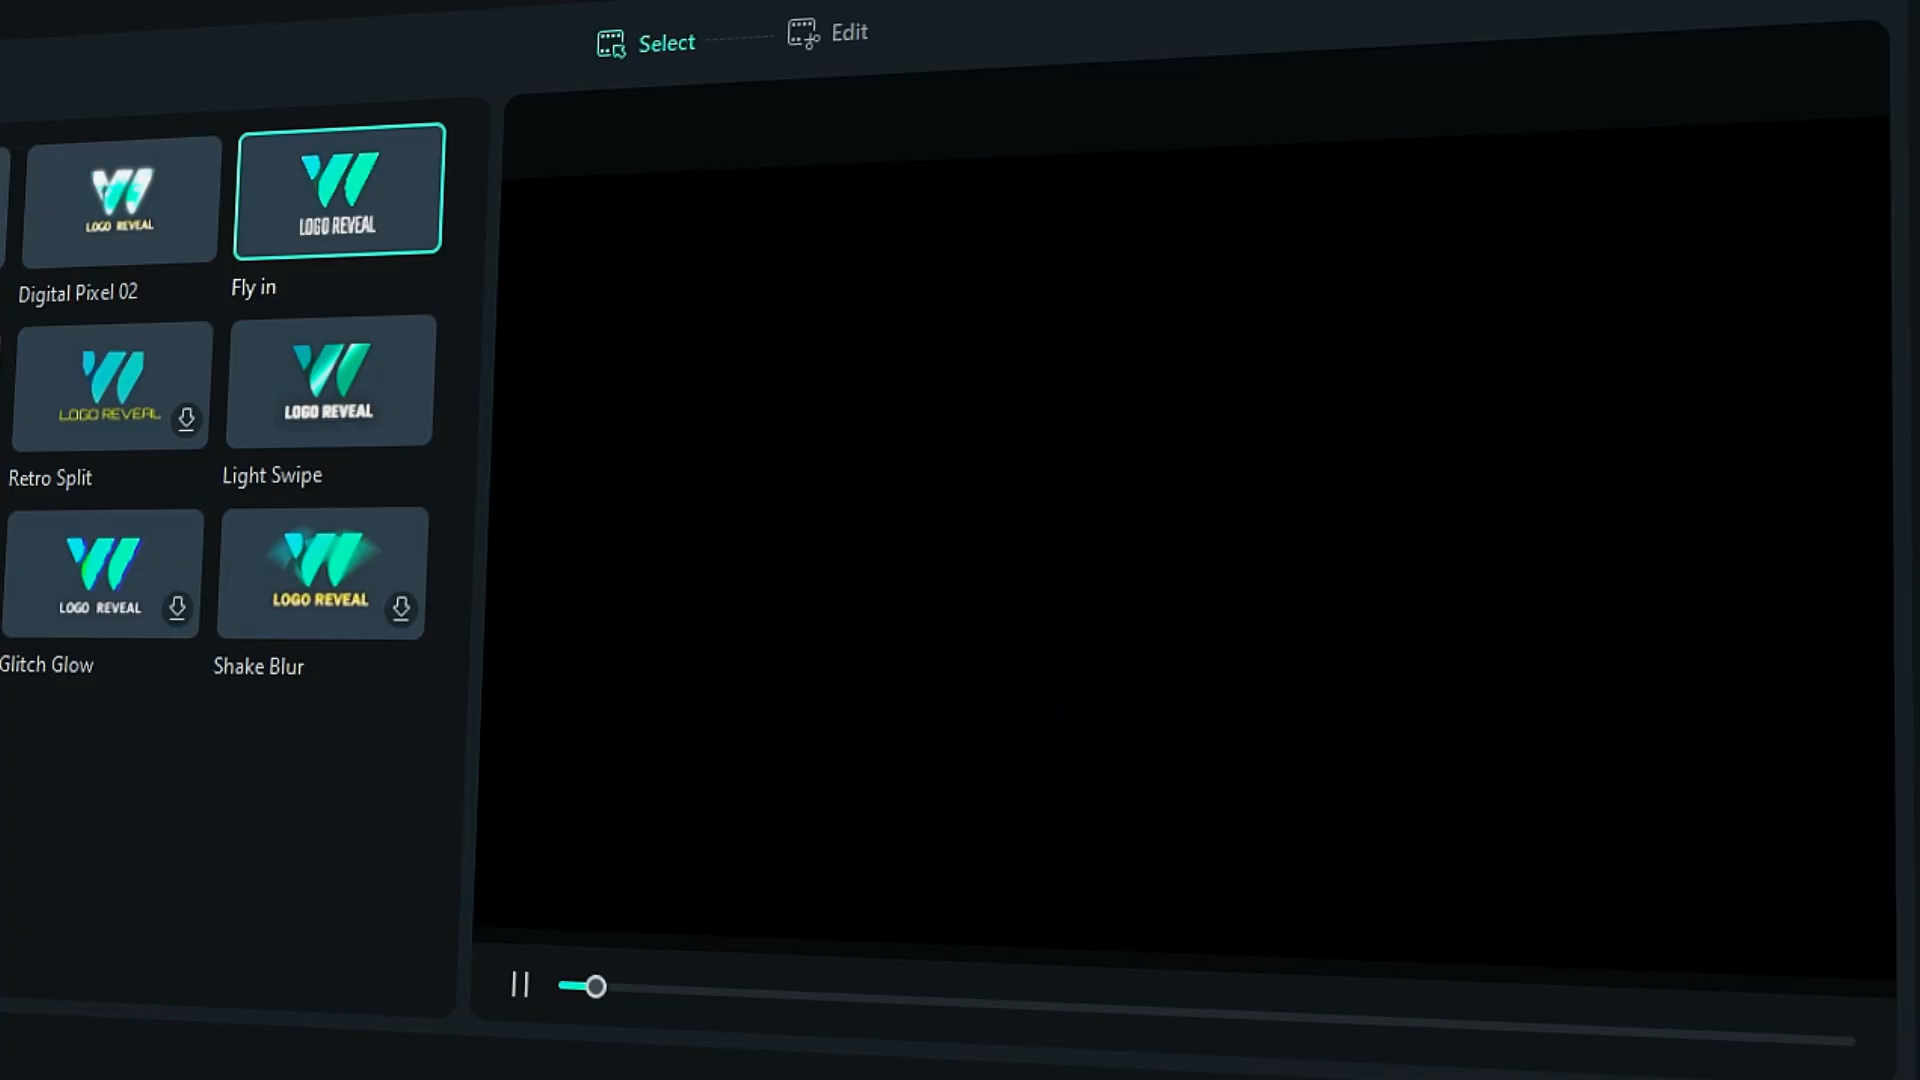 Select
Edit
LOGO REVEAL
LOGO REVEAL
Digital Pixel 02
Fly in
LOGO REVEAL
LOGO REVEAL
Retro Split
Light Swipe
LOGO REVEAL
LOGO REVEAL
Glitch Glow
Shake Blur